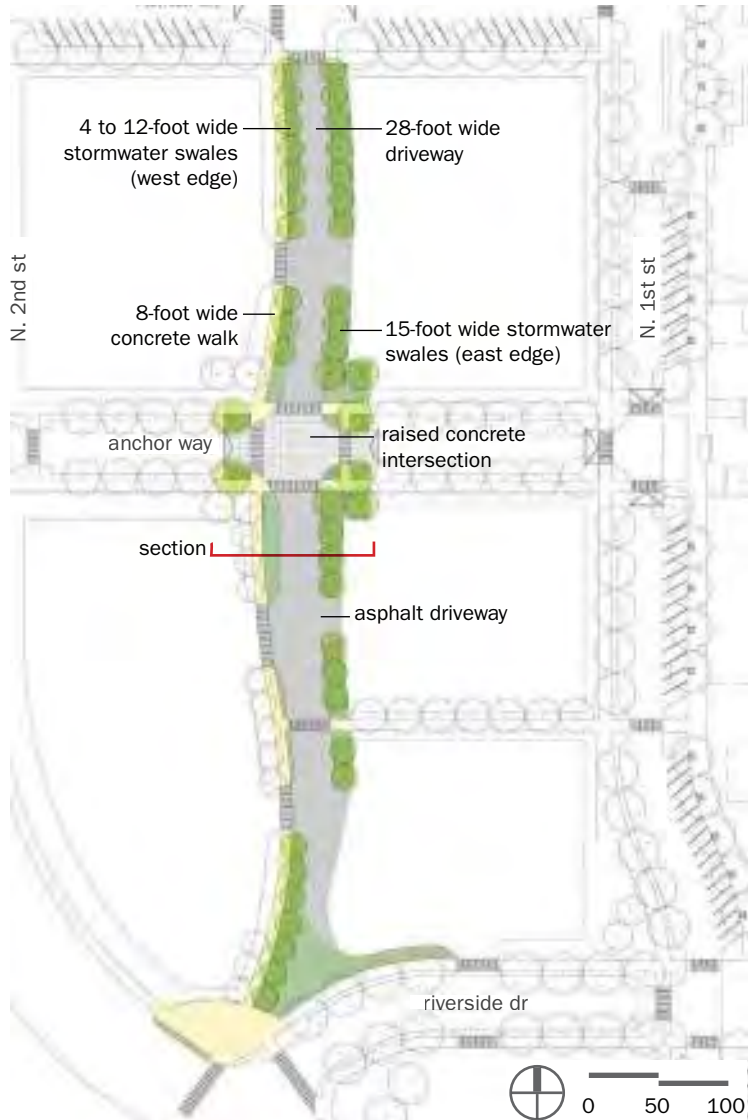 4 to 12-foot wide
stormwater swales
(west edge)
28-foot wide
driveway
N. 2nd st
N. 1st st
8-foot wide
concrete walk
15-foot wide stormwater
swales (east edge)
anchor way
raised concrete
intersection
section
asphalt driveway
riverside dr
0 50 100